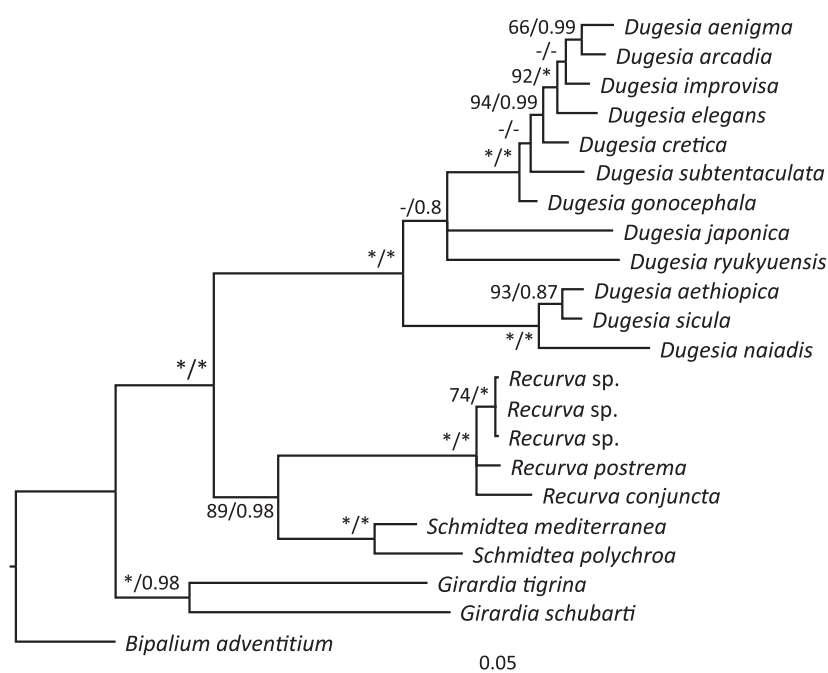 66/0.99
Dugesia aenigma
-/-
Dugesia arcadia
92/*
Dugesia improvisa
94/0.99
Dugesia elegans
-/-
Dugesia cretica
*/*
Dugesia subtentaculata
Dugesia gonocephala
-/0.8
Dugesia japonica
*/*
Dugesia ryukyuensis
93/0.87
Dugesia aethiopica
Dugesia sicula
*/*
Dugesia naiadis
*/*
Recurva sp.
74/*
Recurva sp.
*/*
Recurva sp.
Recurva postrema
Recurva conjuncta
89/0.98
*/*
Schmidtea mediterranea
Schmidtea polychroa
*/0.98
Girardia tigrina
Girardia schubarti
Bipalium adventitium
0.05